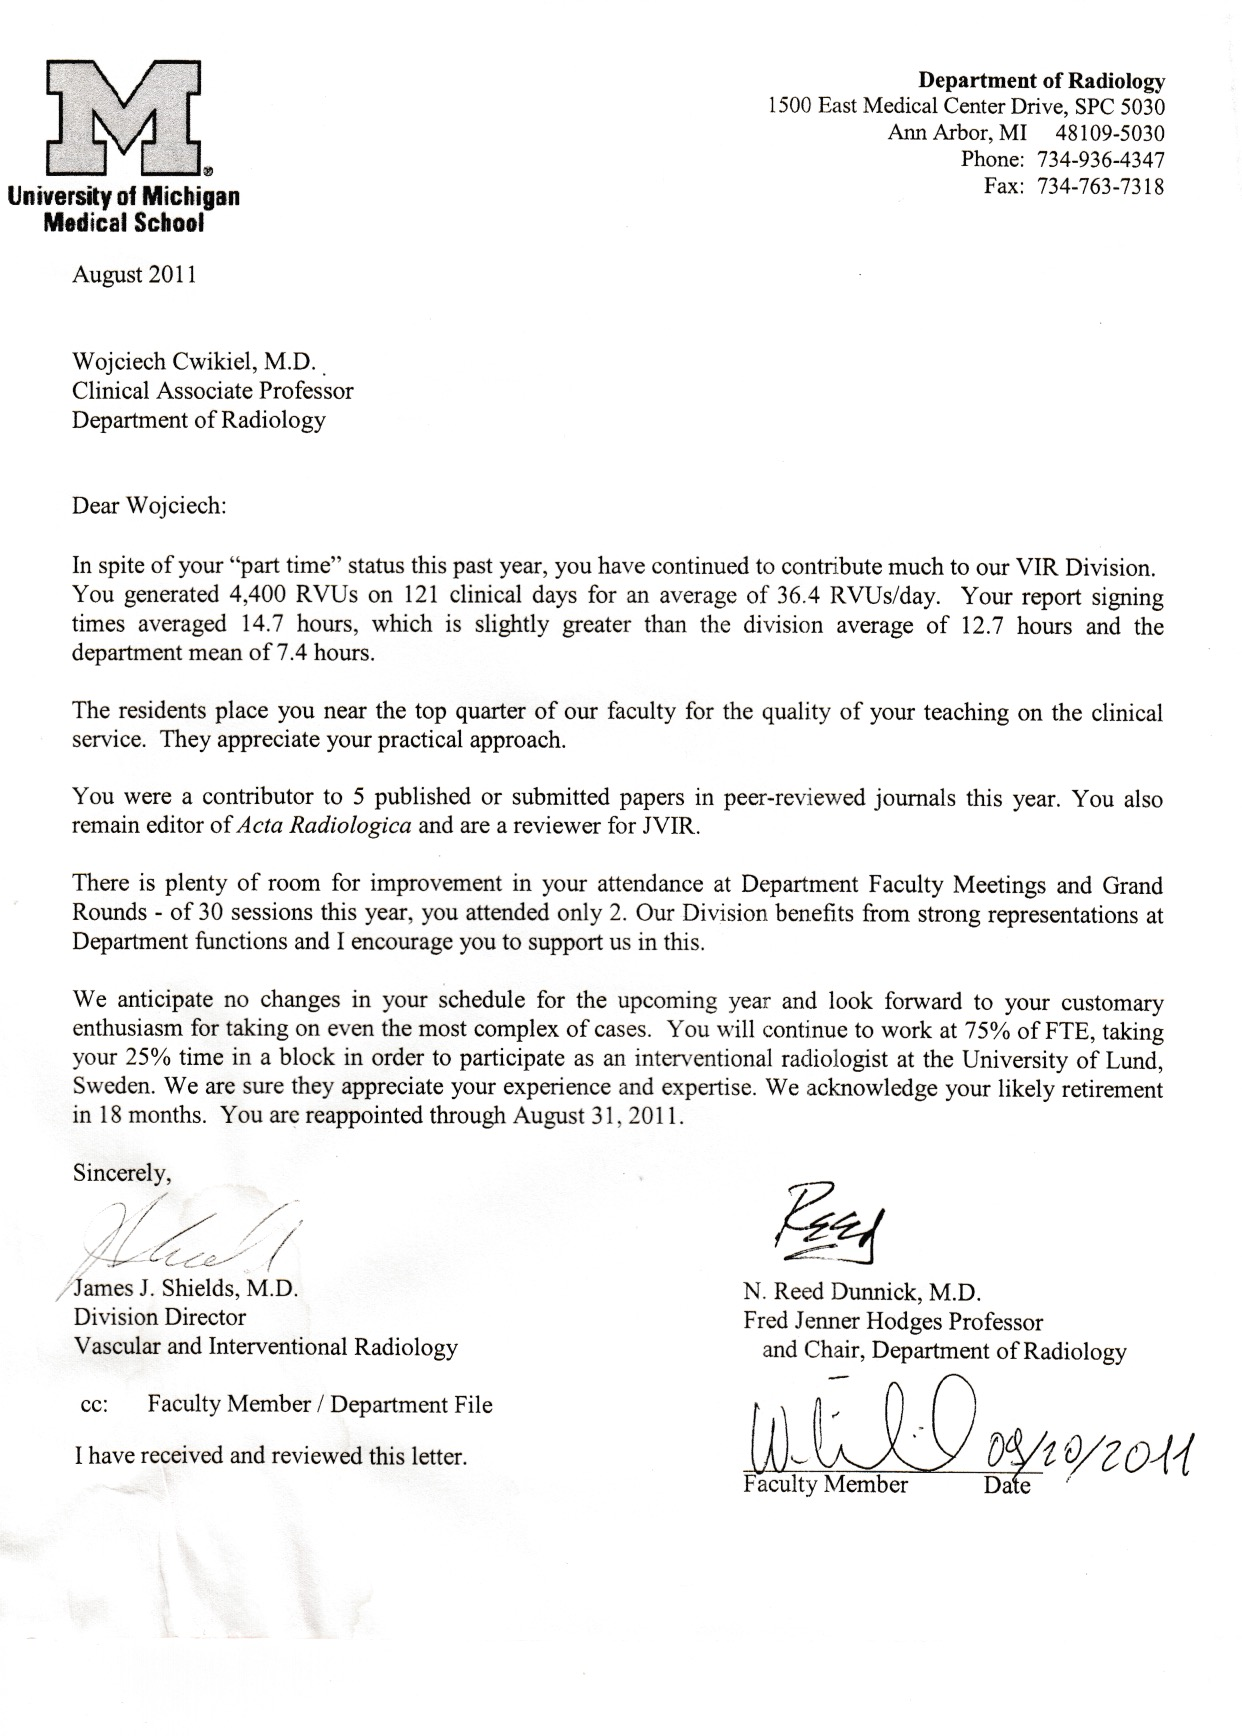 M®
University of Michigan
Medical School
Department of Radiology
1500 East Medical Center Drive, SPC 5030
Ann Arbor, MI 48109-5030
Phone: 734-936-4347
Fax: 734-763-7318
August 2011
Wojciech Cwikiel, M.D.
Clinical Associate Professor
Department of Radiology
Dear Wojciech:
In spite of your “part time” status this past year, you have continued to contribute much to our VIR Division.
You generated 4,400 RVUs on 121 clinical days for an average of 36.4 RVUs/day. Your report signing
times averaged 14.7 hours, which is slightly greater than the division average of 12.7 hours and the
department mean of 7.4 hours.
The residents place you near the top quarter of our faculty for the quality of your teaching on the clinical
service. They appreciate your practical approach.
You were a contributor to 5 published or submitted papers in peer-reviewed journals this year. You also
remain editor of Acta Radiologica and are a reviewer for JVIR.
There is plenty of room for improvement in your attendance at Department Faculty Meetings and Grand
Rounds - of 30 sessions this year, you attended only 2. Our Division benefits from strong representations at
Department functions and I encourage you to support us in this.
We anticipate no changes in your schedule for the upcoming year and look forward to your customary
enthusiasm for taking on even the most complex of cases. You will continue to work at 75% of FTE, taking
your 25% time in a block in order to participate as an interventional radiologist at the University of Lund,
Sweden. We are sure they appreciate your experience and expertise. We acknowledge your likely retirement
in 18 months. You are reappointed through August 31, 2011.
Sincerely,
Reed
James J. Shields, M.D.
Division Director
Vascular and Interventional Radiology
N. Reed Dunnick, M.D.
Fred Jenner Hodges Professor
and Chair, Department of Radiology
cc: Faculty Member / Department File
I have received and reviewed this letter.
09/20/2011
Faculty Member Date